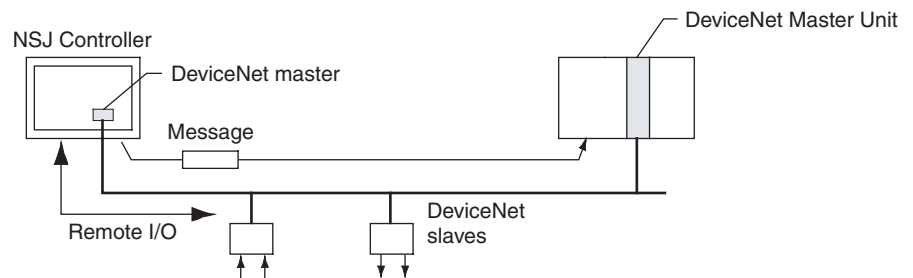 DeviceNet Master Unit
NSJ Controller
DeviceNet master
Message
DeviceNet
slaves
Remote I/O